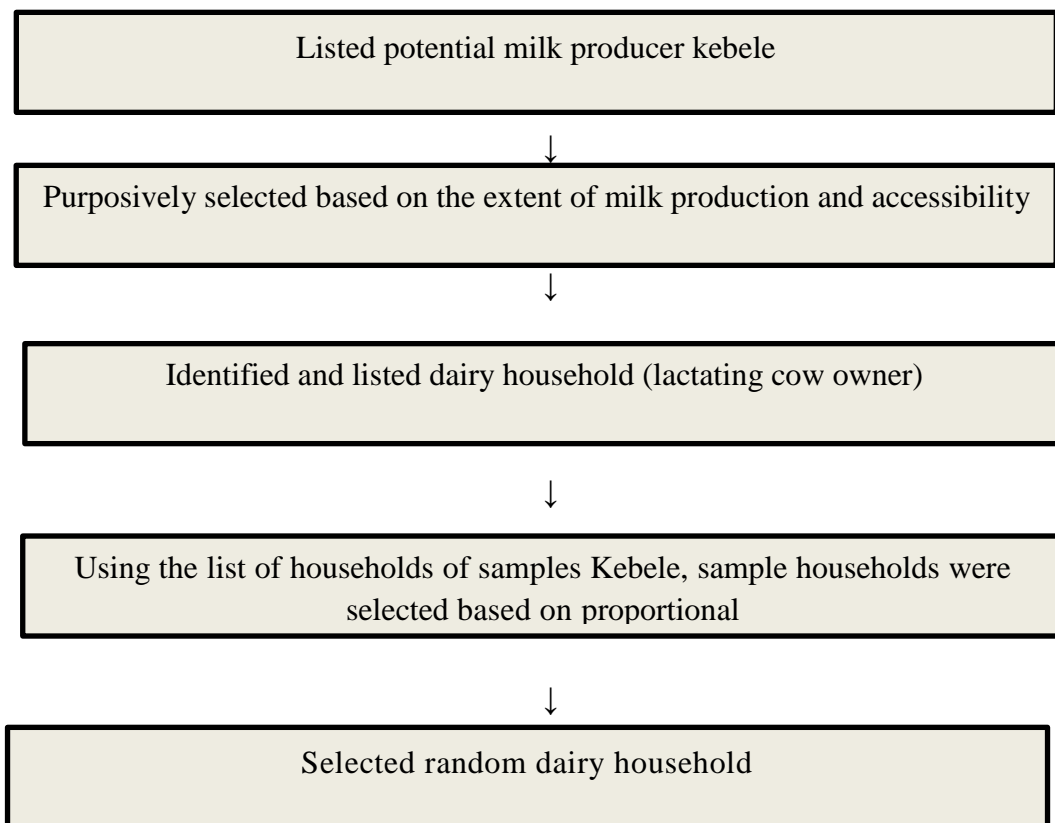 Listed potential milk producer kebele
↓
Purposively selected based on the extent of milk production and accessibility
↓
Identified and listed dairy household (lactating cow owner)
↓
Using the list of households of samples Kebele, sample households were
selected based on proportional
↓
Selected random dairy household